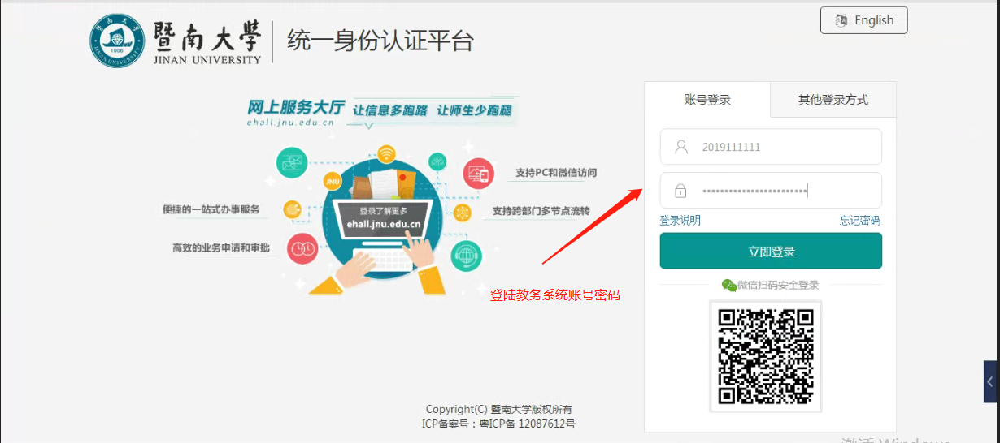 English
暨南大学
JINAN UNIVERSITY
统一身份认证平台
账号登录
其他登录方式
网上服务大厅
ehall.jnu.edu.cn
让信息多跑路 让师生少跑腿
2019111111
••••••••••••••••••••••••
登录说明
忘记密码
立即登录
微信扫码安全登录
JNU
支持PC和微信访问
便捷的一站式办事服务
登录了解更多
ehall.jnu.edu.cn
支持跨部门多节点流转
高效的业务申请和审批
登陆教务系统账号密码
Copyright(C) 暨南大学版权所有
ICP备案号：粤ICP备 12087612号
激活 Windows